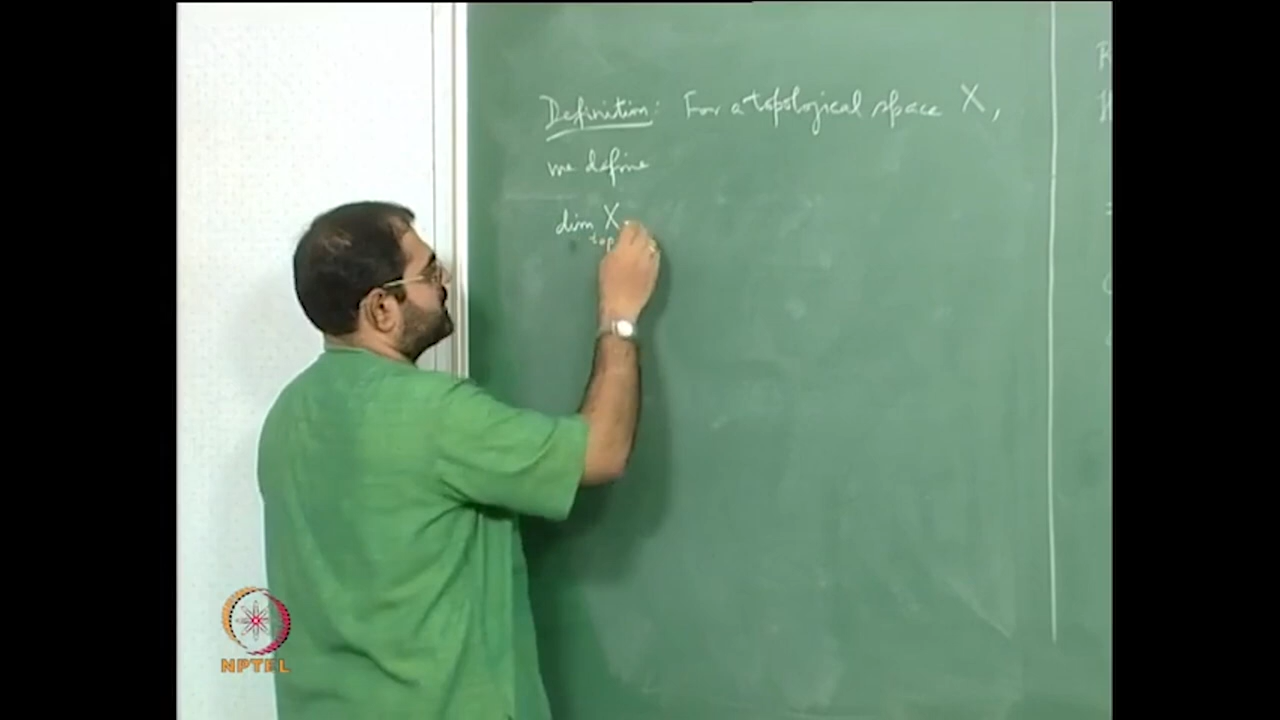 Definition: For a topological space X,
we define
dim top X
NPTEL